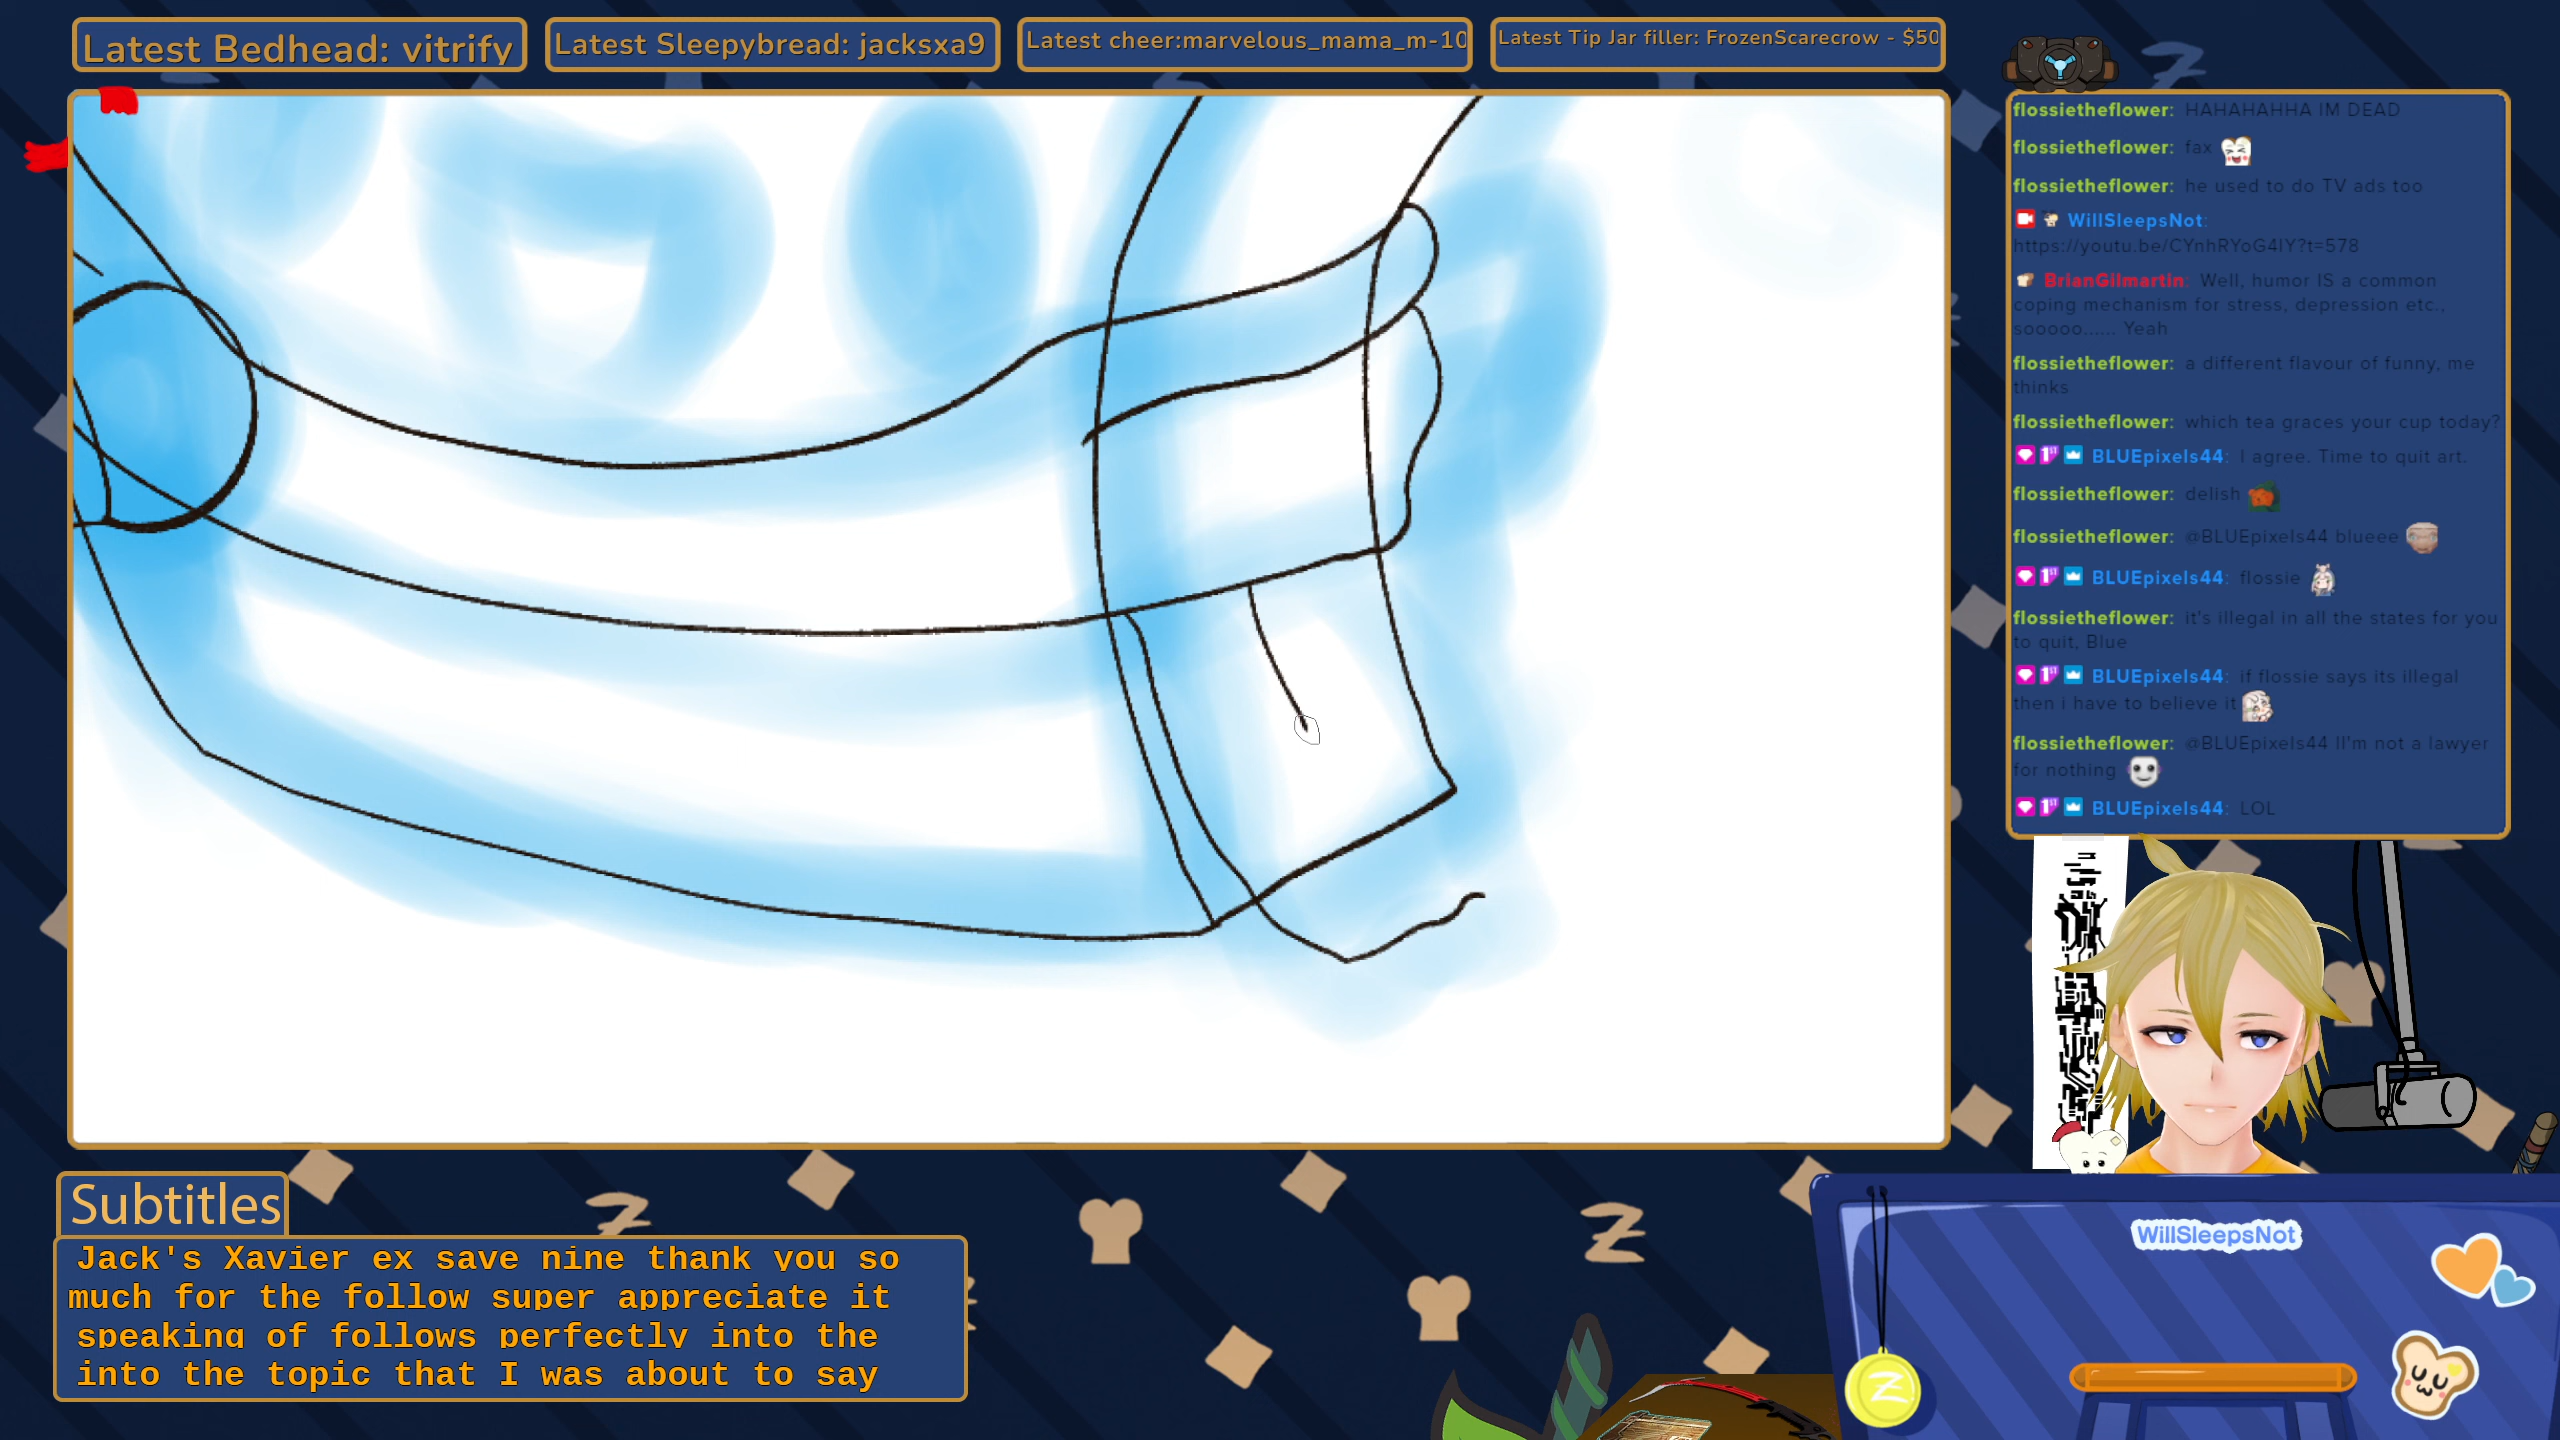 Latest Bedhead: vitrify
Latest Sleepybread: jacksxa9
Latest cheer:marvelous_mama_m-10
Latest Tip Jar filler: FrozenScarecrow - $50
flossietheflower: HAHAHAHHA IM DEAD
flossietheflower: fax
flossietheflower: he used to do TV ads too
WillSleepsNot:
https://youtu.be/CYnhRYoG4IY?t=578
BrianGilmartin: Well, humor IS a common
coping mechanism for stress, depression etc.,
sooooo...... Yeah
flossietheflower: a different flavour of funny, me
thinks
flossietheflower: which tea graces your cup today?
BLUEpixels44: I agree. Time to quit art.
flossietheflower: delish
flossietheflower: @BLUEpixels44 blueee
BLUEpixels44: flossie
flossietheflower: it's illegal in all the states for you
to quit, Blue
BLUEpixels44: if flossie says its illegal
then i have to believe it
flossietheflower: @BLUEpixels44 II'm not a lawyer
for nothing
BLUEpixels44: LOL
Subtitles
Jack's Xavier ex save nine thank you so
much for the follow super appreciate it
speaking of follows perfectly into the
into the topic that I was about to say
WillSleepsNot
Z